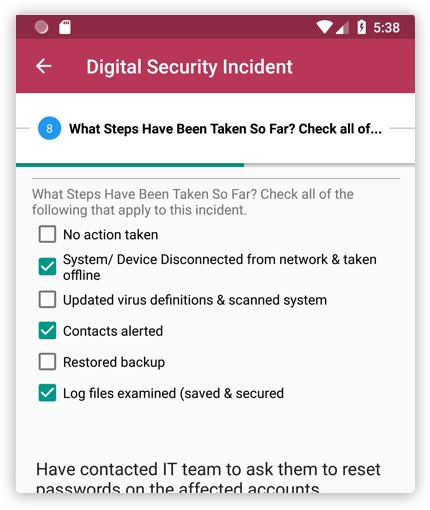 5:38
Digital Security Incident
8 What Steps Have Been Taken So Far? Check all of...
What Steps Have Been Taken So Far? Check all of the
following that apply to this incident.
No action taken
System/ Device Disconnected from network & taken
offline
Updated virus definitions & scanned system
Contacts alerted
Restored backup
Log files examined (saved & secured
Have contacted IT team to ask them to reset
passwords on the affected accounts